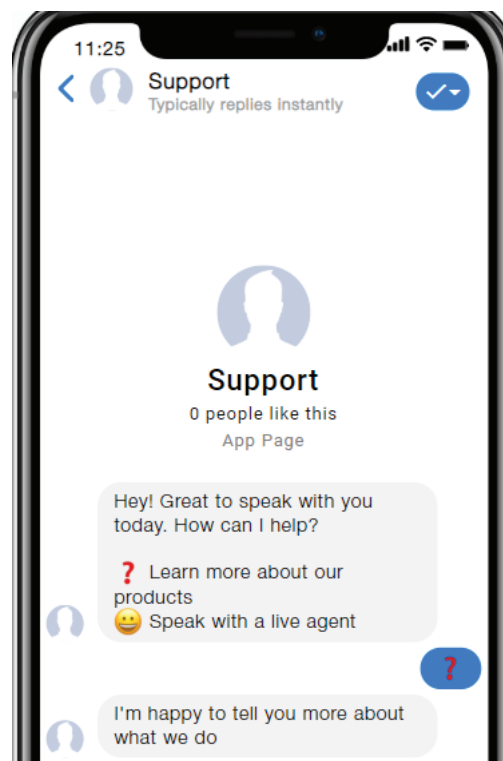 11:25
Support
Typically replies instantly
Support
0 people like this
App Page
Hey! Great to speak with you
today. How can I help?
❓ Learn more about our
products
😀 Speak with a live agent
❓
I'm happy to tell you more about
what we do